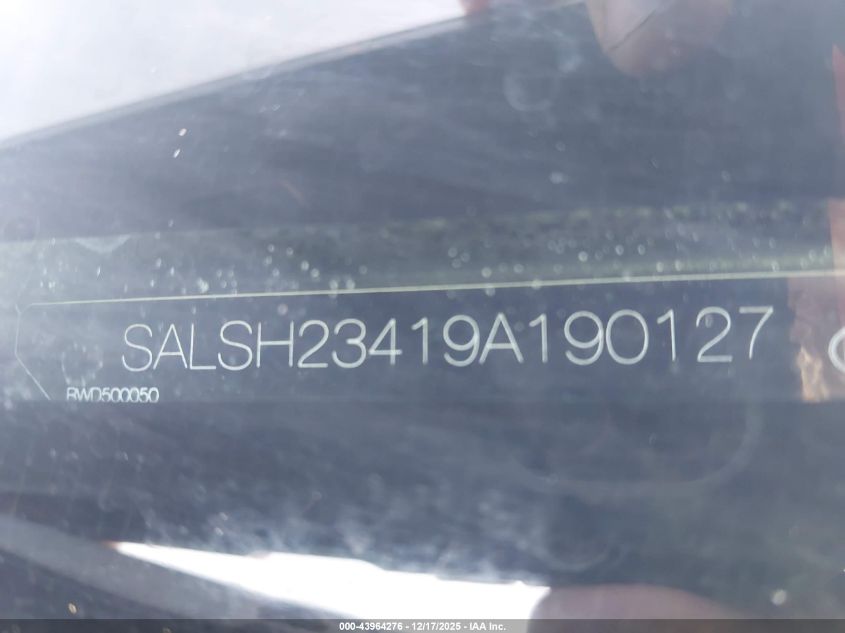 SALSH23419A190127
RWD500050
000-43964276 - 12/17/2025 - IAA Inc.